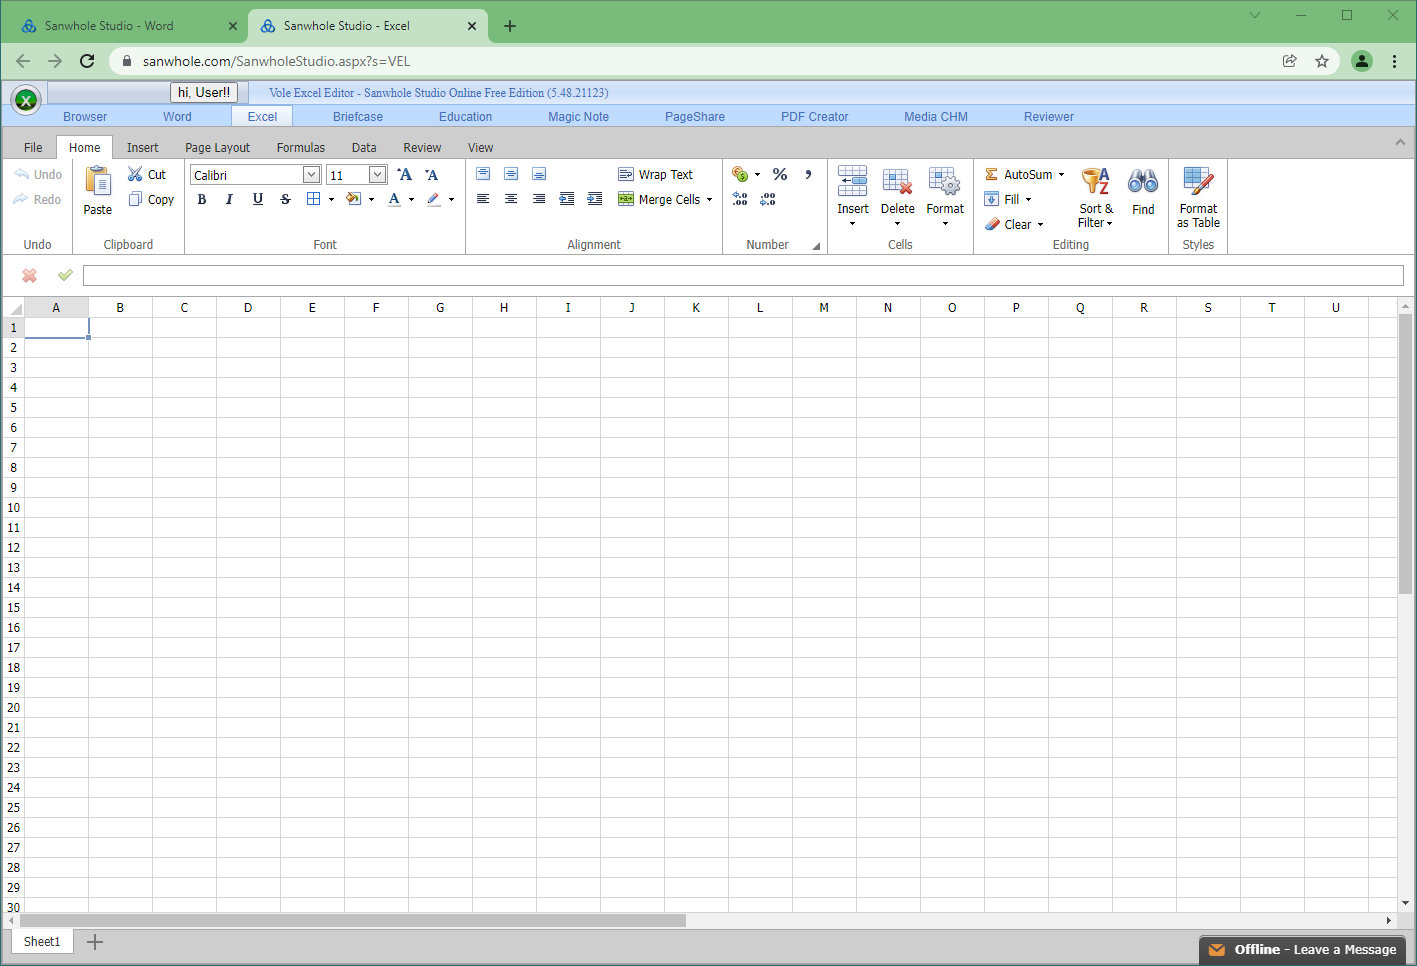 Sanwhole Studio - Word
Sanwhole Studio - Excel
sanwhole.com/SanwholeStudio.aspx?s=VEL
hi, User!!
Vole Excel Editor - Sanwhole Studio Online Free Edition (5.48.21123)
Browser Word Excel Briefcase Education Magic Note PageShare PDF Creator Media CHM Reviewer
File Home Insert Page Layout Formulas Data Review View
Undo
Redo
Undo
Paste
Cut
Copy
Clipboard
Calibri 11
B I U S A
Font
Wrap Text
Merge Cells
Alignment
% ,
.00 .00
Number
Insert
Delete
Format
Cells
AutoSum
Fill
Clear
Sort &
Filter
Find
Editing
Format
as Table
Styles
A B C D E F G H I J K L M N O P Q R S T U
1
2
3
4
5
6
7
8
9
10
11
12
13
14
15
16
17
18
19
20
21
22
23
24
25
26
27
28
29
30
Sheet1
Offline - Leave a Message